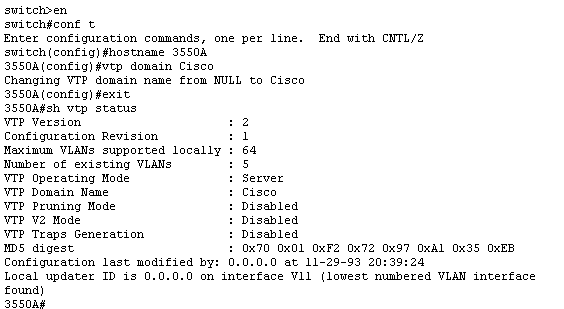 switch>en
switch#conf t
Enter configuration commands, one per line.  End with CNTL/Z
switch(config)#hostname 3550A
3550A(config)#vtp domain Cisco
Changing VTP domain name from NULL to Cisco
3550A(config)#exit
3550A#sh vtp status
VTP Version                     : 2
Configuration Revision          : 1
Maximum VLANs supported locally : 64
Number of existing VLANs        : 5
VTP Operating Mode              : Server
VTP Domain Name                 : Cisco
VTP Pruning Mode                : Disabled
VTP V2 Mode                     : Disabled
VTP Traps Generation            : Disabled
MD5 digest                      : 0x70 0x01 0xF2 0x72 0x97 0xA1 0x35 0xEB
Configuration last modified by: 0.0.0.0 at 11-29-93 20:39:24
Local updater ID is 0.0.0.0 on interface Vl1 (lowest numbered VLAN interface
found)
3550A#